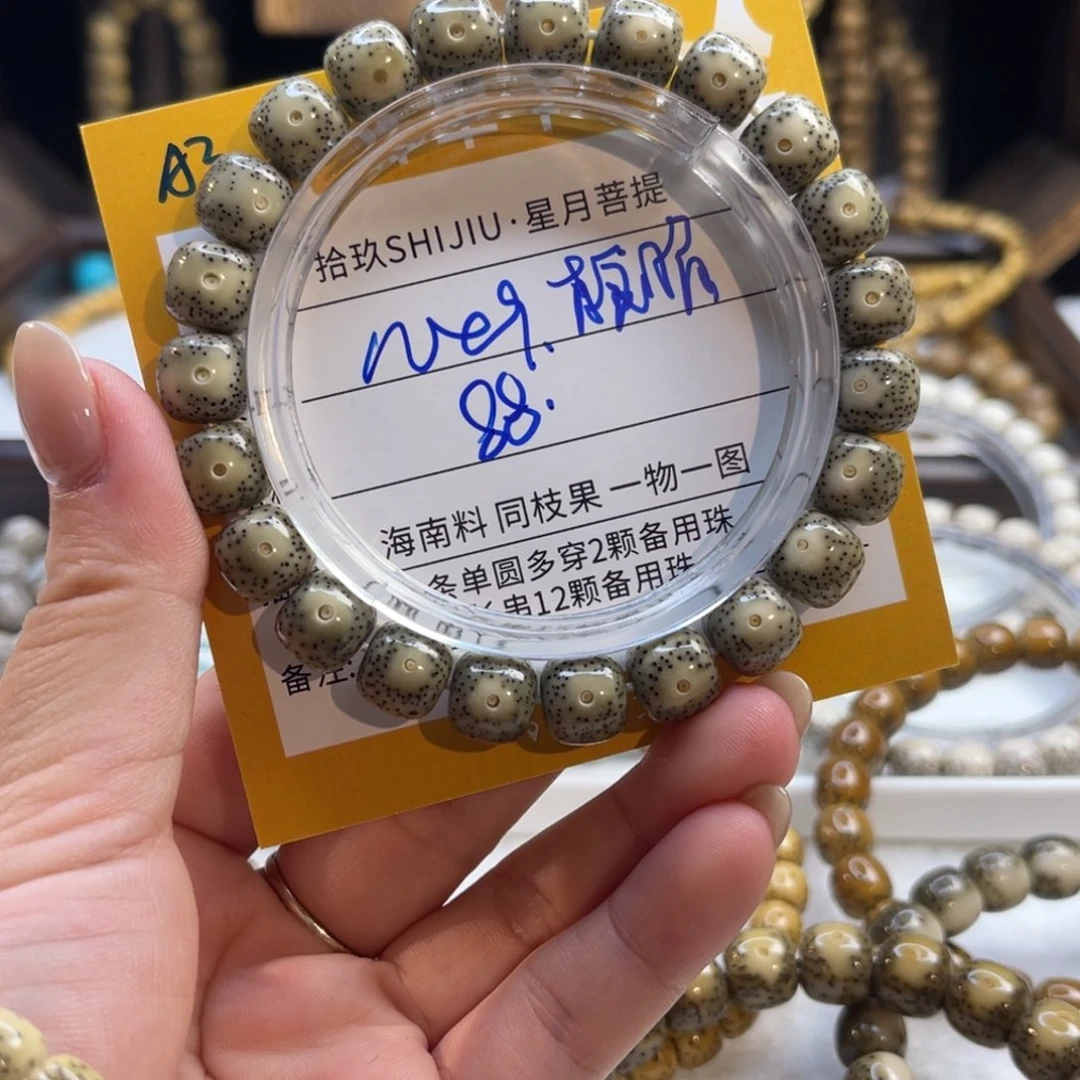 A2
拾玖SHIJIU·星月菩提
88.
海南料 同枝果 一物一图
条单圆多穿2颗备用珠
串12颗备用珠
备注: